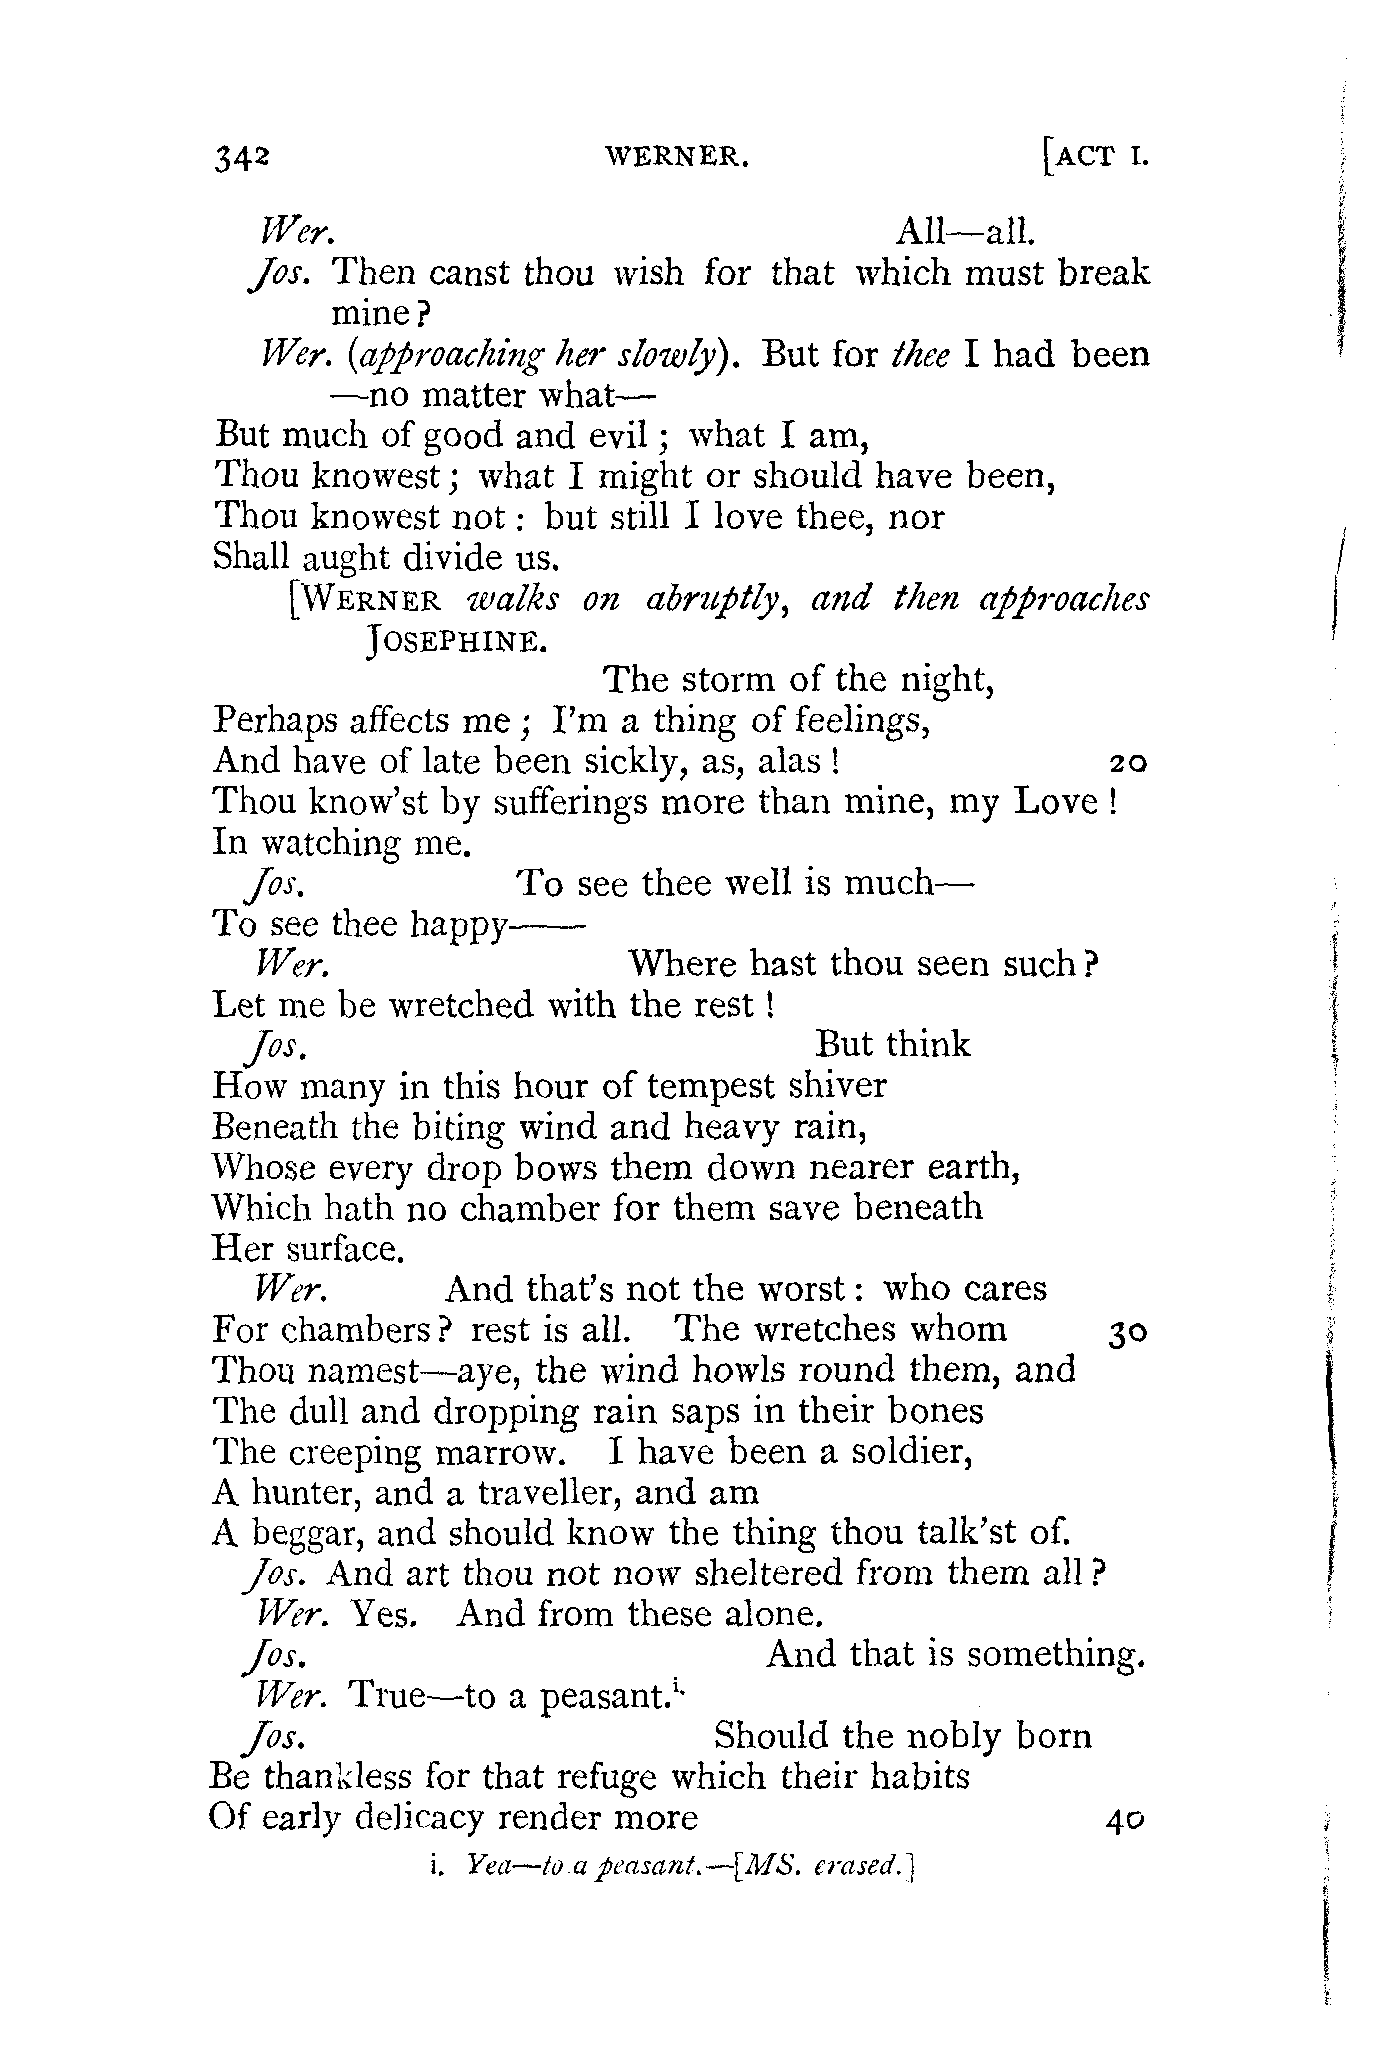 342 WERNER. [ACT I.
Wer. All—all.
Jos. Then canst thou wish for that which must break
mine?
Wer. (approaching her slowly). But for thee I had been
—no matter what—
But much of good and evil; what I am,
Thou knowest; what I might or should have been,
Thou knowest not: but still I love thee, nor
Shall aught divide us.
[WERNER walks on abruptly, and then approaches
JOSEPHINE.
The storm of the night,
Perhaps affects me; I'm a thing of feelings,
And have of late been sickly, as, alas! 20
Thou know'st by sufferings more than mine, my Love!
In watching me.
Jos. To see thee well is much—
To see thee happy——
Wer. Where hast thou seen such?
Let me be wretched with the rest!
Jos. But think
How many in this hour of tempest shiver
Beneath the biting wind and heavy rain,
Whose every drop bows them down nearer earth,
Which hath no chamber for them save beneath
Her surface.
Wer. And that's not the worst: who cares
For chambers? rest is all. The wretches whom 30
Thou namest—aye, the wind howls round them, and
The dull and dropping rain saps in their bones
The creeping marrow. I have been a soldier,
A hunter, and a traveller, and am
A beggar, and should know the thing thou talk'st of.
Jos. And art thou not now sheltered from them all?
Wer. Yes. And from these alone.
Jos. And that is something.
Wer. True—to a peasant.i.
Jos. Should the nobly born
Be thankless for that refuge which their habits
Of early delicacy render more 40
i. Yea—to a peasant.—[MS. erased.]